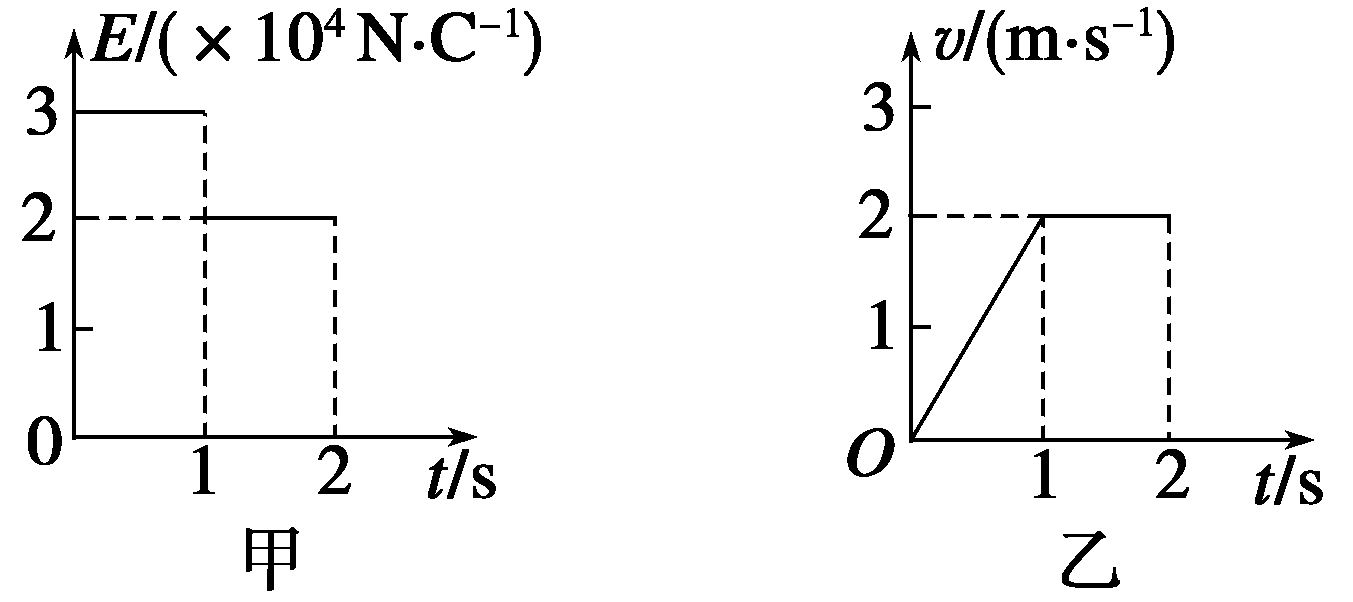 E/(×10⁴ N·C⁻¹)
3
2
1
0
1 2 t/s
甲
v/(m·s⁻¹)
3
2
1
O
1 2 t/s
乙